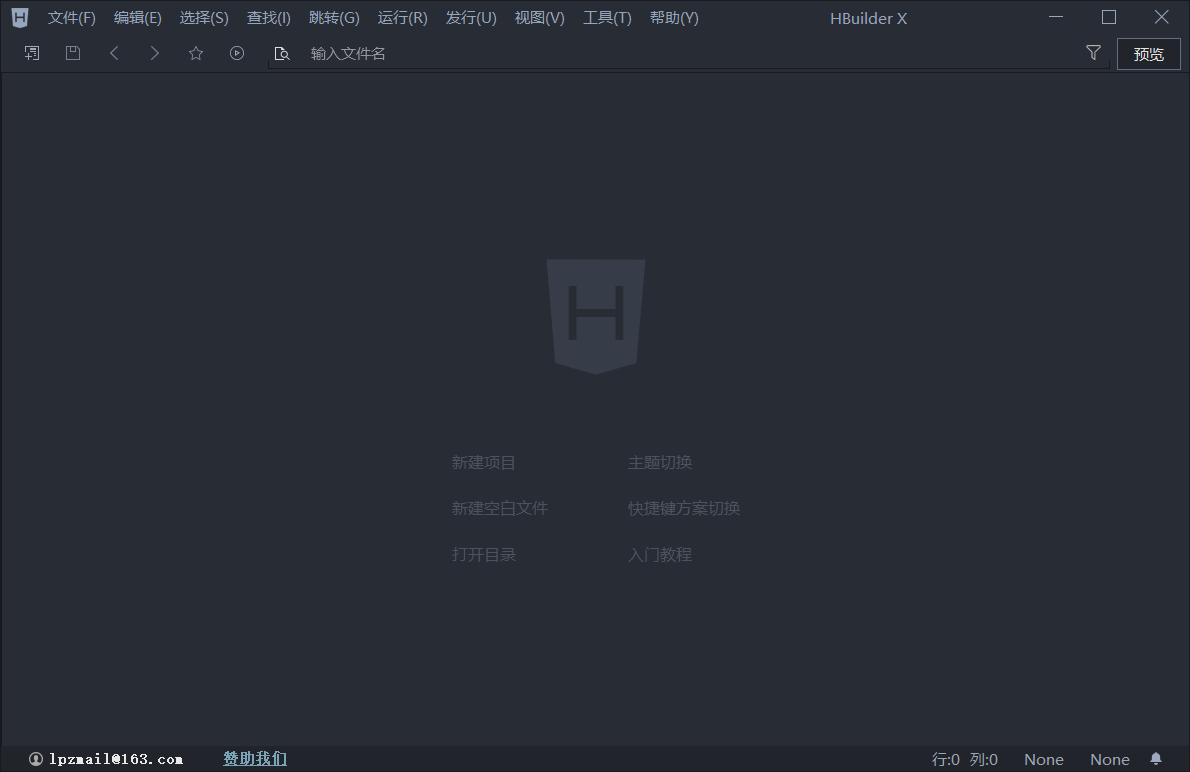 文件(F) 编辑(E) 选择(S) 查找(I) 跳转(G) 运行(R) 发行(U) 视图(V) 工具(T) 帮助(Y) HBuilder X
输入文件名 预览
H
新建项目 主题切换
新建空白文件 快捷键方案切换
打开目录 入门教程
lpzmail@163.com 赞助我们 行:0 列:0 None None